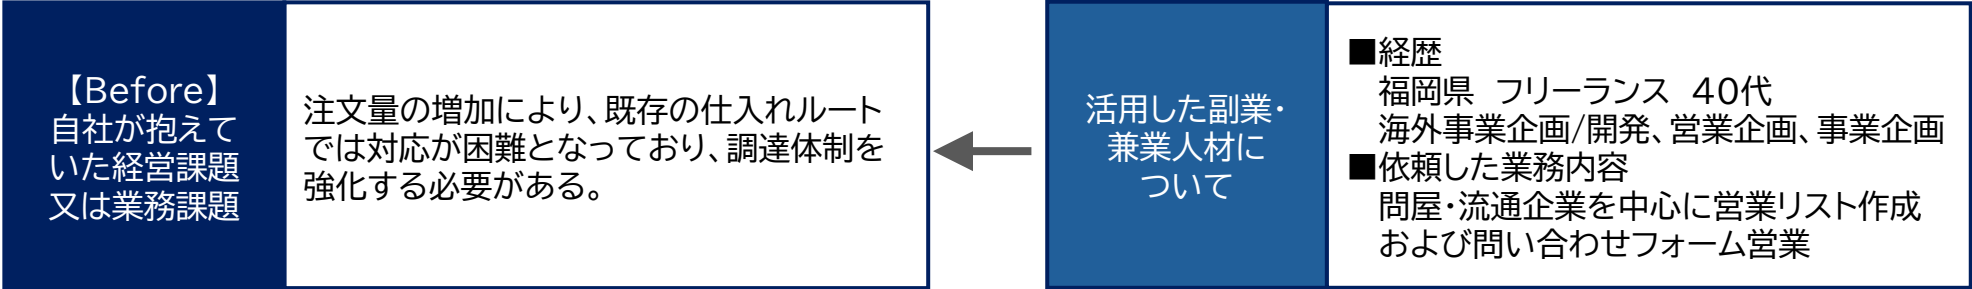 【Before】
自社が抱えて
いた経営課題
又は業務課題
注文量の増加により、既存の仕入れルート
では対応が困難となっており、調達体制を
強化する必要がある。
活用した副業・
兼業人材に
ついて
■経歴
福岡県　フリーランス　40代
海外事業企画/開発、営業企画、事業企画
■依頼した業務内容
問屋・流通企業を中心に営業リスト作成
および問い合わせフォーム営業